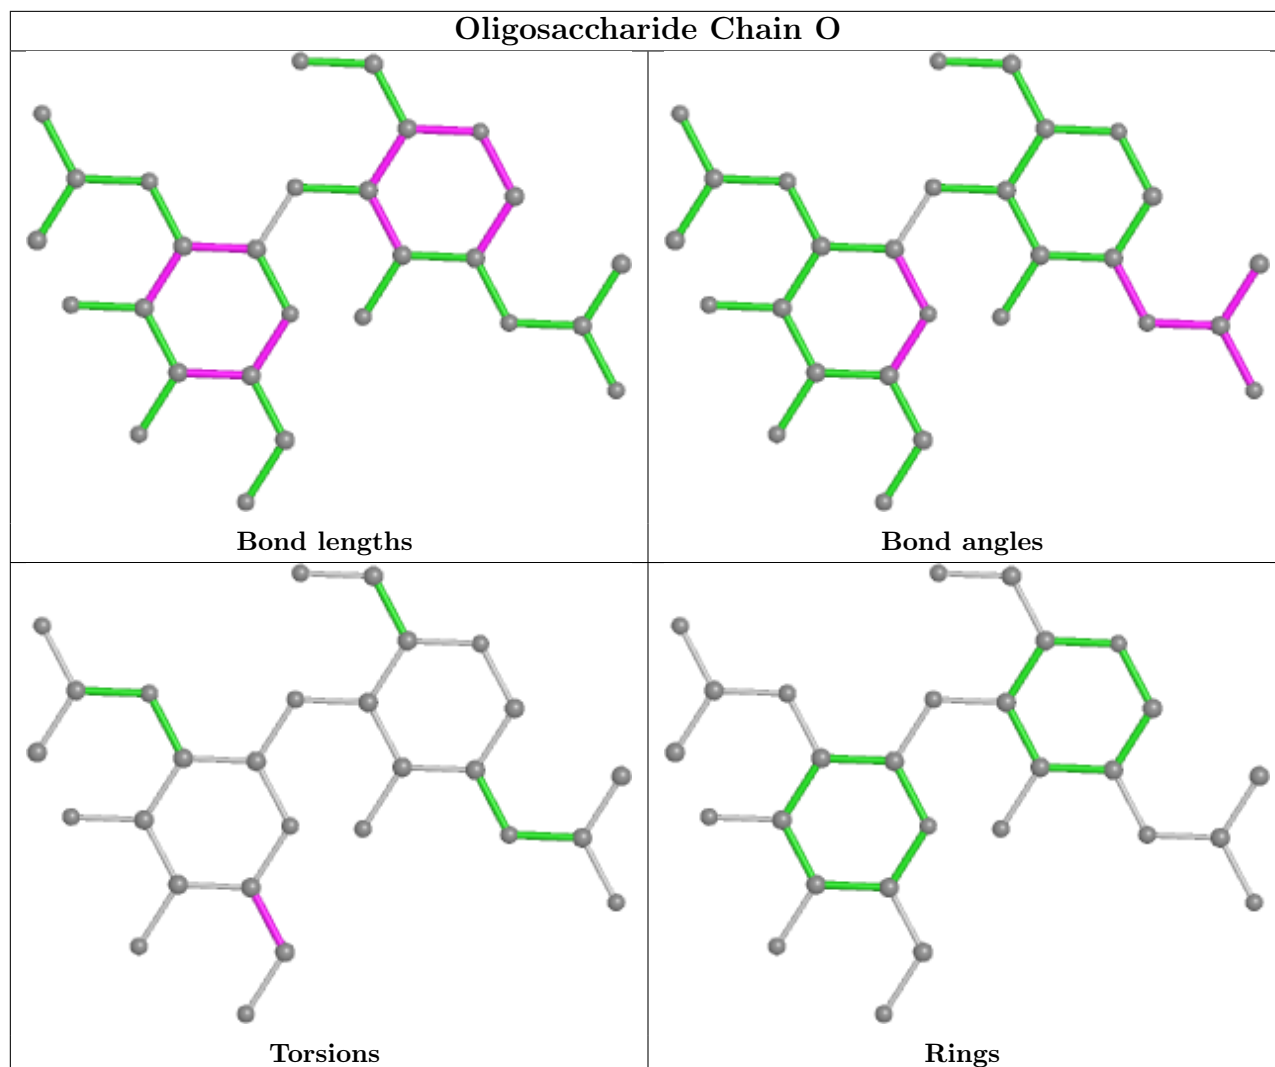 Oligosaccharide Chain O
Bond lengths
Bond angles
Torsions
Rings